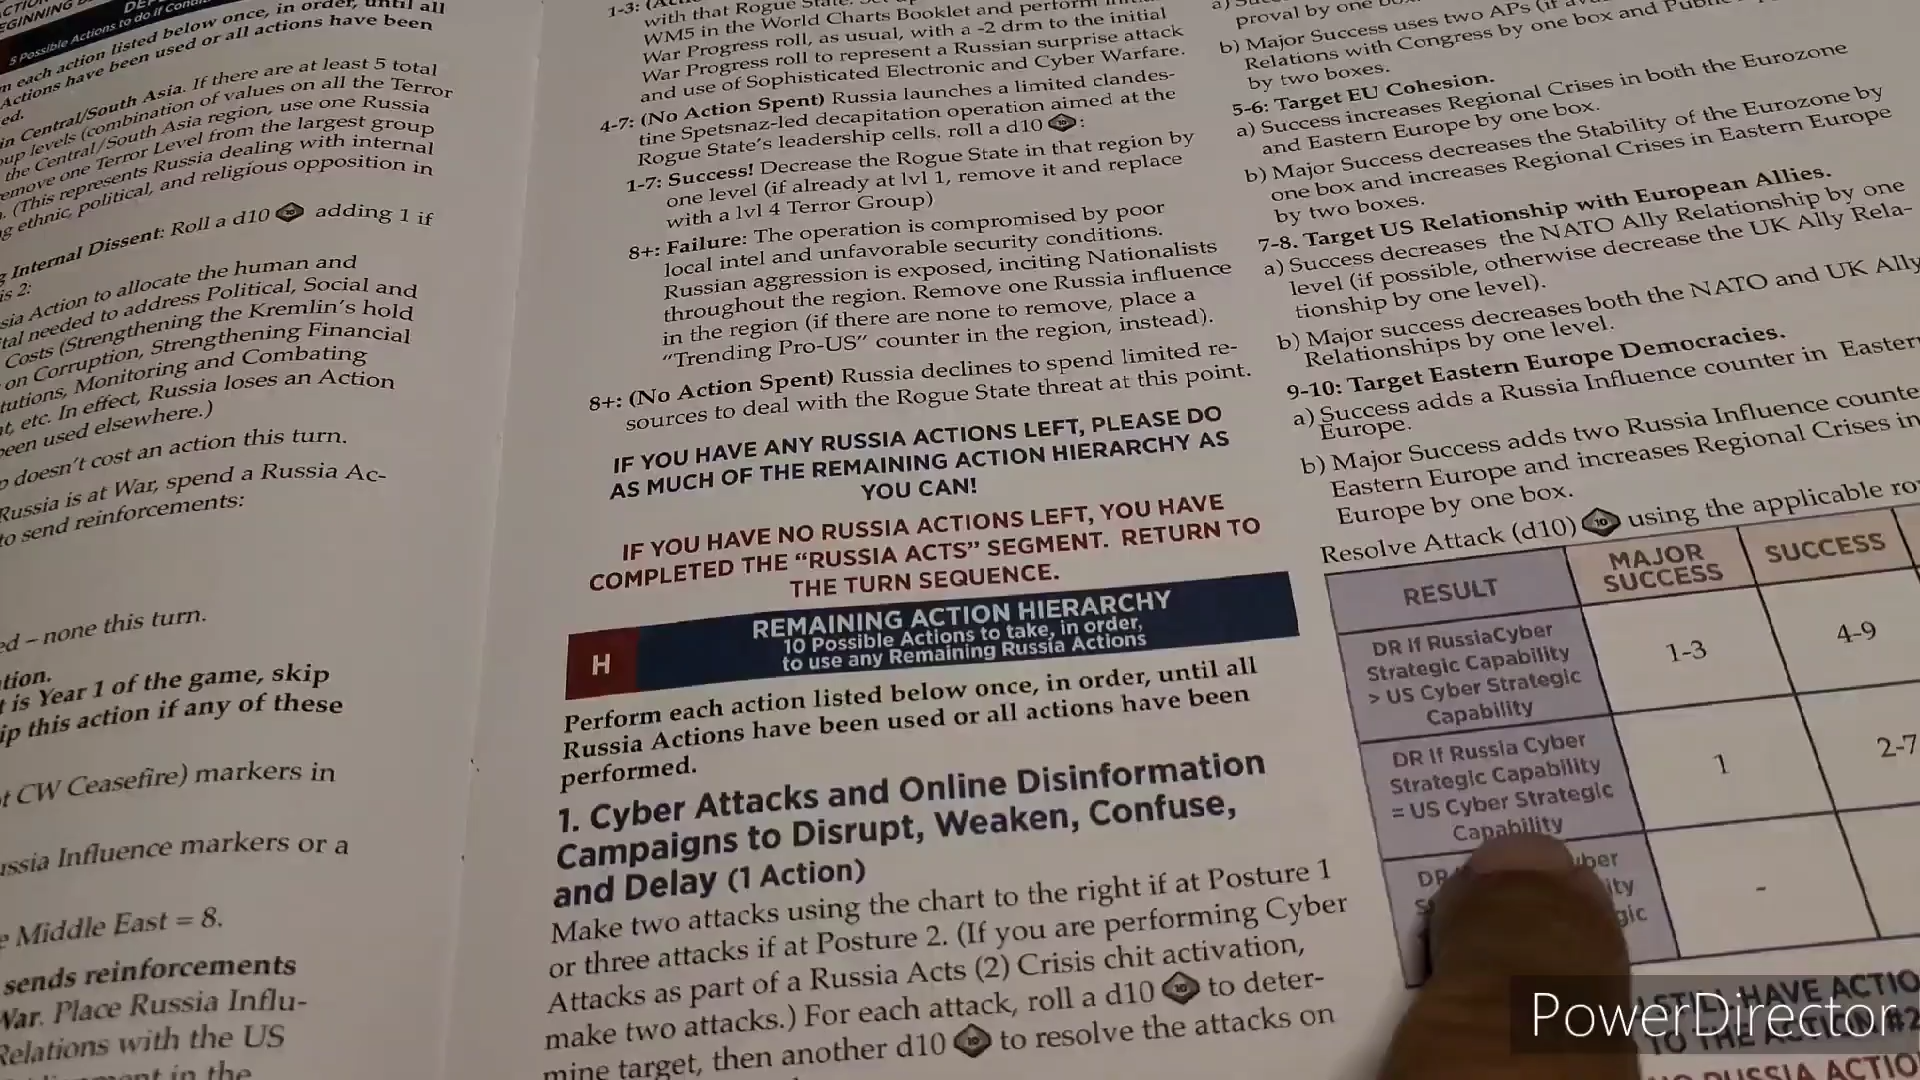 5 Possible Actions to do if
each action listed below once, in order, until all
Actions have been used or all actions have been
ed.
in Central/South Asia. If there are at least 5 total
levels (combination of values on all the Terror
the Central/South Asia region, use one Russia
remove one Terror Level from the largest group
. (This represents Russia dealing with internal
ethnic, political, and religious opposition in
Internal Dissent: Roll a d10 adding 1 if
is 2:
Action to allocate the human and
needed to address Political, Social and
Costs (Strengthening the Kremlin's hold
on Corruption, Strengthening Financial
Monitoring and Combating
etc. In effect, Russia loses an Action
been used elsewhere.)
doesn't cost an action this turn.
Russia is at War, spend a Russia Ac-
to send reinforcements:
– none this turn.
is Year 1 of the game, skip
this action if any of these
CW Ceasefire) markers in
Influence markers or a
Middle East = 8.
sends reinforcements
War. Place Russia Influ-
Relations with the US
in the
1-3:
with that Rogue State.
WM5 in the World Charts Booklet and perform
War Progress roll, as usual, with a -2 drm to the initial
War Progress roll to represent a Russian surprise attack
and use of Sophisticated Electronic and Cyber Warfare.
4-7: (No Action Spent) Russia launches a limited clandes-
tine Spetsnaz-led decapitation operation aimed at the
Rogue State's leadership cells. roll a d10 10 :
1-7: Success! Decrease the Rogue State in that region by
one level (if already at lvl 1, remove it and replace
with a lvl 4 Terror Group)
8+: Failure: The operation is compromised by poor
local intel and unfavorable security conditions.
Russian aggression is exposed, inciting Nationalists
throughout the region. Remove one Russia influence
in the region (if there are none to remove, place a
"Trending Pro-US" counter in the region, instead).
8+: (No Action Spent) Russia declines to spend limited re-
sources to deal with the Rogue State threat at this point.
IF YOU HAVE ANY RUSSIA ACTIONS LEFT, PLEASE DO
AS MUCH OF THE REMAINING ACTION HIERARCHY AS
YOU CAN!
IF YOU HAVE NO RUSSIA ACTIONS LEFT, YOU HAVE
COMPLETED THE "RUSSIA ACTS" SEGMENT. RETURN TO
THE TURN SEQUENCE.
H
REMAINING ACTION HIERARCHY
10 Possible Actions to take, in order,
to use any Remaining Russia Actions
Perform each action listed below once, in order, until all
Russia Actions have been used or all actions have been
performed.
1. Cyber Attacks and Online Disinformation
Campaigns to Disrupt, Weaken, Confuse,
and Delay (1 Action)
Make two attacks using the chart to the right if at Posture 1
or three attacks if at Posture 2. (If you are performing Cyber
Attacks as part of a Russia Acts (2) Crisis chit activation,
make two attacks.) For each attack, roll a d10 10 to deter-
mine target, then another d10 10 to resolve the attacks on
proval by one
b) Major Success uses two APs (if
Relations with Congress by one box and
by two boxes.
5-6: Target EU Cohesion.
a) Success increases Regional Crises in both the Eurozone
and Eastern Europe by one box.
b) Major Success decreases the Stability of the Eurozone by
one box and increases Regional Crises in Eastern Europe
by two boxes.
7-8. Target US Relationship with European Allies.
a) Success decreases the NATO Ally Relationship by one
level (if possible, otherwise decrease the UK Ally Rela-
tionship by one level).
b) Major success decreases both the NATO and UK Ally
Relationships by one level.
9-10: Target Eastern Europe Democracies.
a) Success adds a Russia Influence counter in
Europe.
b) Major Success adds two Russia Influence
Eastern Europe and increases Regional Crises in
Europe by one box.
Resolve Attack (d10) 10 using the applicable
RESULT MAJOR SUCCESS SUCCESS
DR If RussiaCyber
Strategic Capability
> US Cyber Strategic
Capability
1-3 4-9
DR If Russia Cyber
Strategic Capability
= US Cyber Strategic
Capability
1 2-7
DR
-
STILL HAVE
TO THE ACTION
RUSSIA
PowerDirector